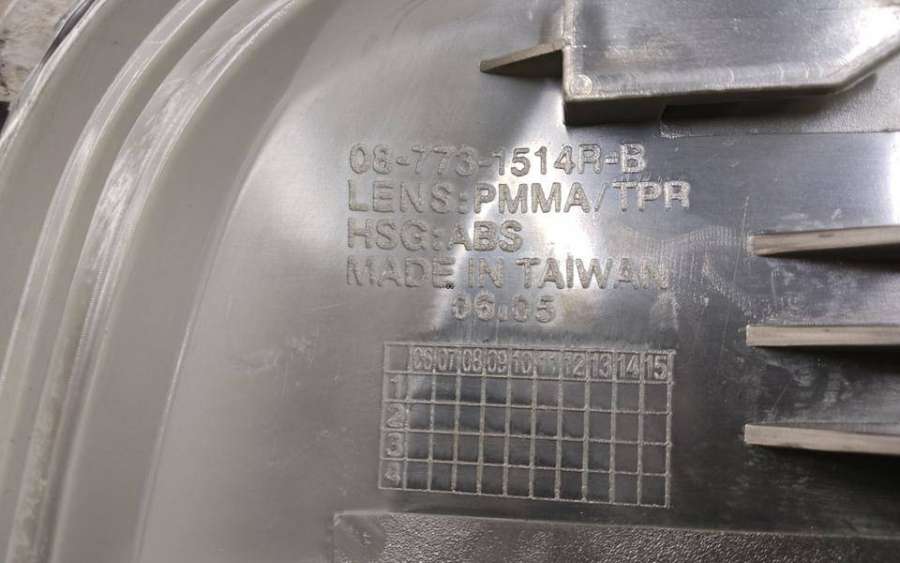 08-773-1514R-B
LENS:PMMA/TPR
HSG:ABS
MADE IN TAIWAN
06.05
06 07 08 09 10 11 12 13 14 15
1
2
3
4